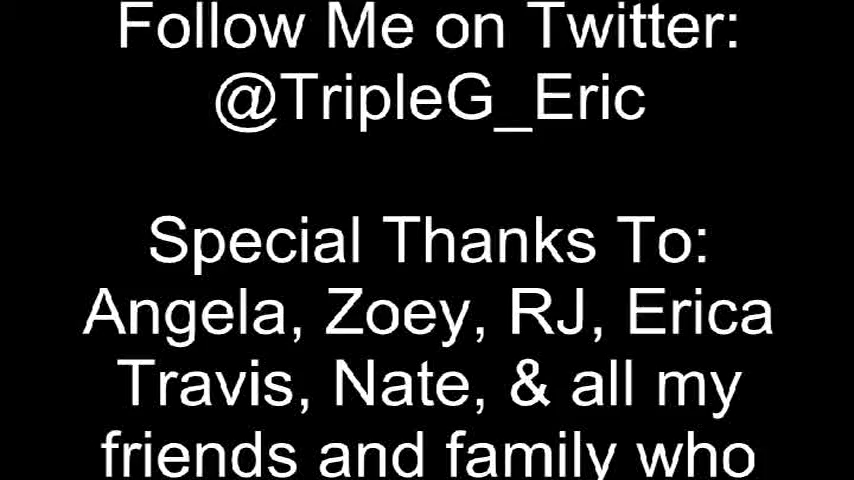 Follow Me on Twitter:
@TripleG_Eric
Special Thanks To:
Angela, Zoey, RJ, Erica
Travis, Nate, & all my
friends and family who